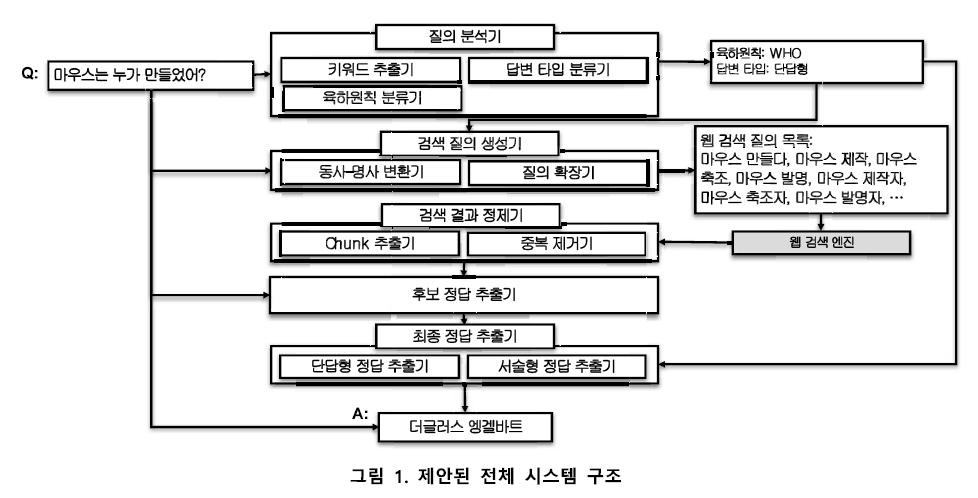 질의 분석기
육하원칙: WHO
답변 타입: 단답형
Q:
마우스는 누가 만들었어?
키워드 추출기
답변 타입 분류기
육하원칙 분류기
검색 질의 생성기
동사-명사 변환기
질의 확장기
웹 검색 질의 목록:
마우스 만들다, 마우스 제작, 마우스
축조, 마우스 발명, 마우스 제작자,
마우스 축조자, 마우스 발명자, …
검색 결과 정제기
Chunk 추출기
중복 제거기
웹 검색 엔진
후보 정답 추출기
최종 정답 추출기
단답형 정답 추출기
서술형 정답 추출기
A:
더글러스 엥겔바트
그림 1. 제안된 전체 시스템 구조